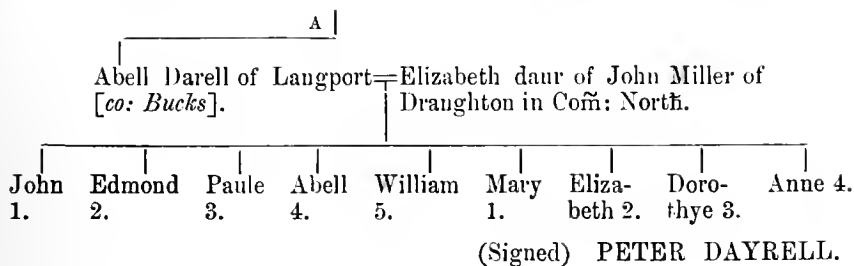 A
Abell Darell of Langport=Elizabeth daur of John Miller of
[co: Bucks]. Draughton in Com̃: Northt.
John Edmond Paule Abell William Mary Eliza- Doro- Anne 4.
1. 2. 3. 4. 5. 1. beth 2. thye 3.
(Signed) PETER DAYRELL.